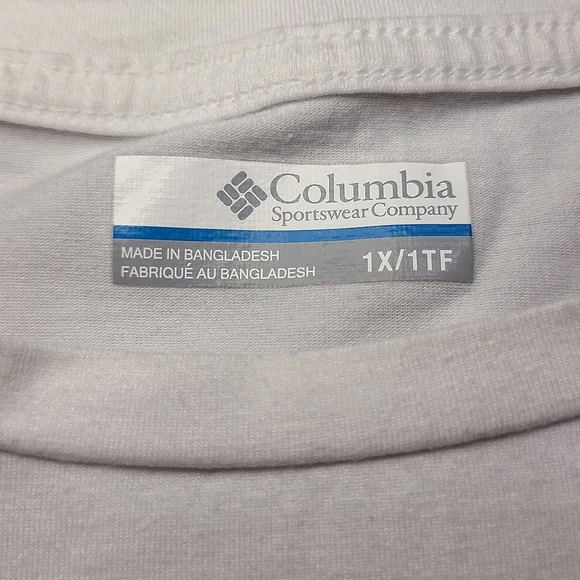 Columbia
Sportswear Company
MADE IN BANGLADESH
FABRIQUÉ AU BANGLADESH
1X/1TF